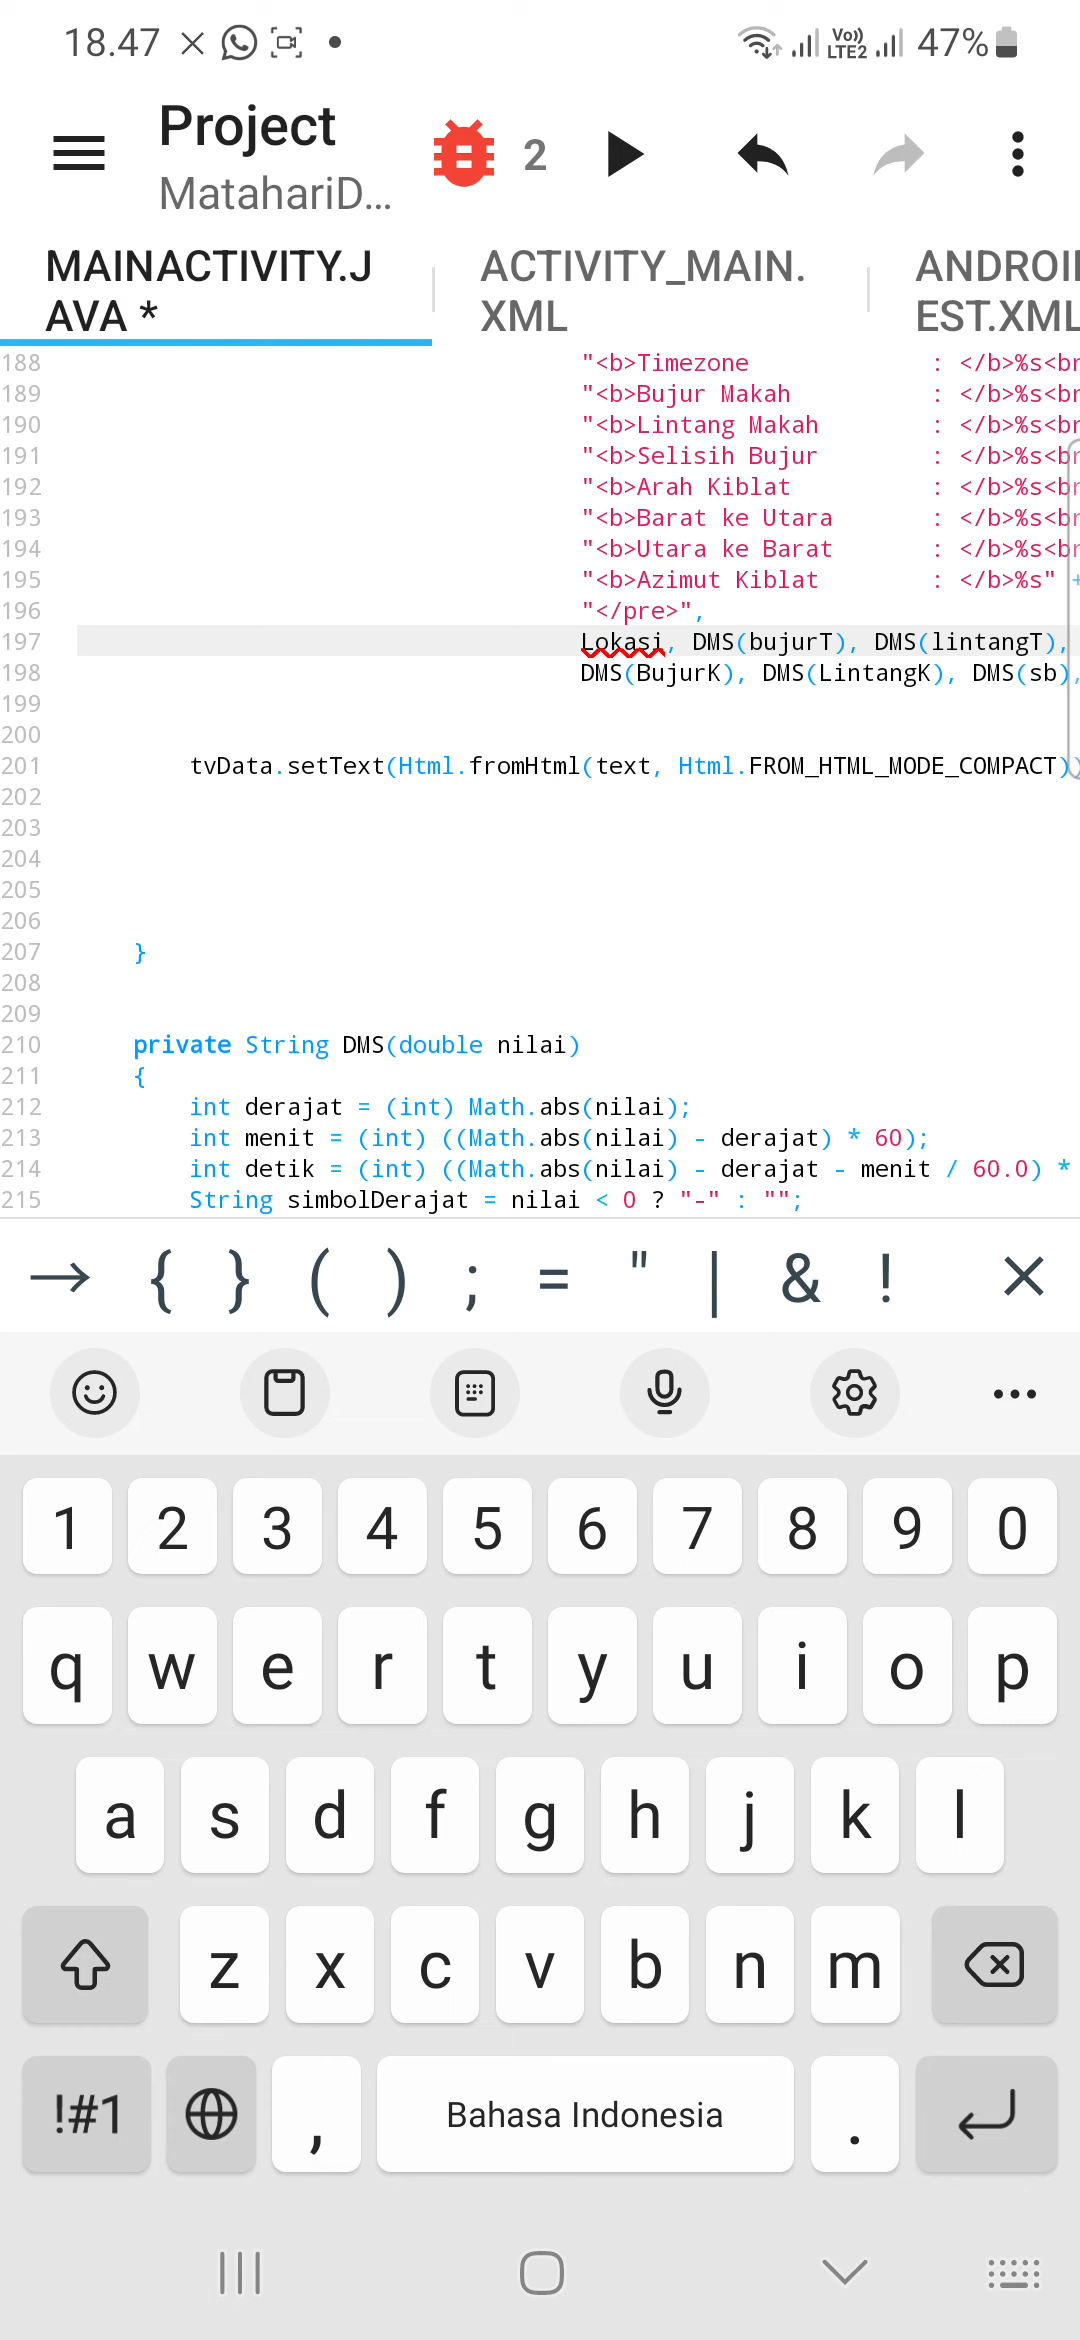 18.47 47%
Vo)) LTE2
Project
MatahariD...
2
MAINACTIVITY.J
AVA *
ACTIVITY_MAIN.
XML
ANDROI
EST.XML
188 "<b>Timezone : </b>%s<br
189 "<b>Bujur Makah : </b>%s<br
190 "<b>Lintang Makah : </b>%s<br
191 "<b>Selisih Bujur : </b>%s<br
192 "<b>Arah Kiblat : </b>%s<br
193 "<b>Barat ke Utara : </b>%s<br
194 "<b>Utara ke Barat : </b>%s<br
195 "<b>Azimut Kiblat : </b>%s" +
196 "</pre>",
197 Lokasi, DMS(bujurT), DMS(lintangT),
198 DMS(BujurK), DMS(LintangK), DMS(sb),
199
200
201 tvData.setText(Html.fromHtml(text, Html.FROM_HTML_MODE_COMPACT))
202
203
204
205
206
207 }
208
209
210 private String DMS(double nilai)
211 {
212 int derajat = (int) Math.abs(nilai);
213 int menit = (int) ((Math.abs(nilai) - derajat) * 60);
214 int detik = (int) ((Math.abs(nilai) - derajat - menit / 60.0) *
215 String simbolDerajat = nilai < 0 ? "-" : "";
→ { } ( ) ; = " | & ! ×
1 2 3 4 5 6 7 8 9 0
q w e r t y u i o p
a s d f g h j k l
z x c v b n m
!#1 , Bahasa Indonesia .